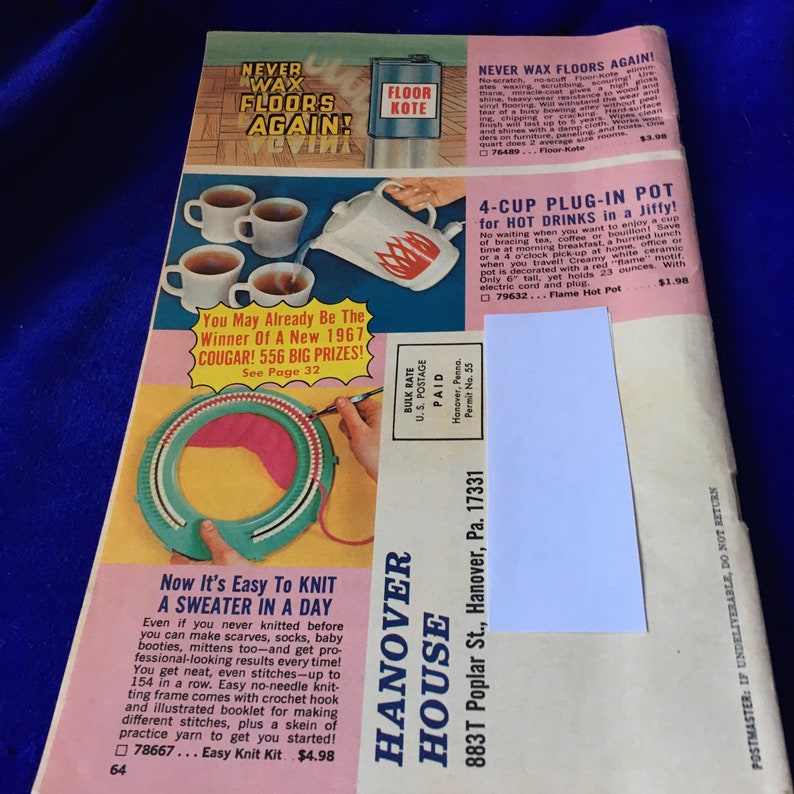 NEVER
WAX
FLOORS
AGAIN!
FLOOR
KOTE
NEVER WAX FLOORS AGAIN!
No-scratch, no-scuff Floor-Kote elimin-
ates waxing, scrubbing, scouring! Ure-
thane, miracle-coat gives a high gloss
shine, heavy-wear resistance to wood and
vinyl flooring. Will withstand the wear and
tear of a busy bowling alley without peel-
ing, chipping or cracking. Hard-surface
finish will last up to 5 years. Wipes clean
and shines with a damp cloth. Works won-
ders on furniture, paneling, and boats. One
quart does 2 average size rooms.
76489 . . . Floor-Kote $3.98
4-CUP PLUG-IN POT
for HOT DRINKS in a Jiffy!
No waiting when you want to enjoy a cup
of bracing tea, coffee or bouillon! Save
time at morning breakfast, a hurried lunch
or a 4 o'clock pick-up at home, office or
when you travel! Creamy white ceramic
pot is decorated with a red "flame" motif.
Only 6" tall, yet holds 23 ounces. With
electric cord and plug.
79632 . . . Flame Hot Pot . . . . . . $1.98
You May Already Be The
Winner Of A New 1967
COUGAR! 556 BIG PRIZES!
See Page 32
BULK RATE
U. S. POSTAGE
PAID
Hanover, Penna.
Permit No. 55
Now It's Easy To KNIT
A SWEATER IN A DAY
Even if you never knitted before
you can make scarves, socks, baby
booties, mittens too—and get pro-
fessional-looking results every time!
You get neat, even stitches—up to
154 in a row. Easy no-needle knit-
ting frame comes with crochet hook
and illustrated booklet for making
different stitches, plus a skein of
practice yarn to get you started!
78667 . . . Easy Knit Kit . . $4.98
64
HANOVER
HOUSE
883T Poplar St., Hanover, Pa. 17331
POSTMASTER: IF UNDELIVERABLE, DO NOT RETURN